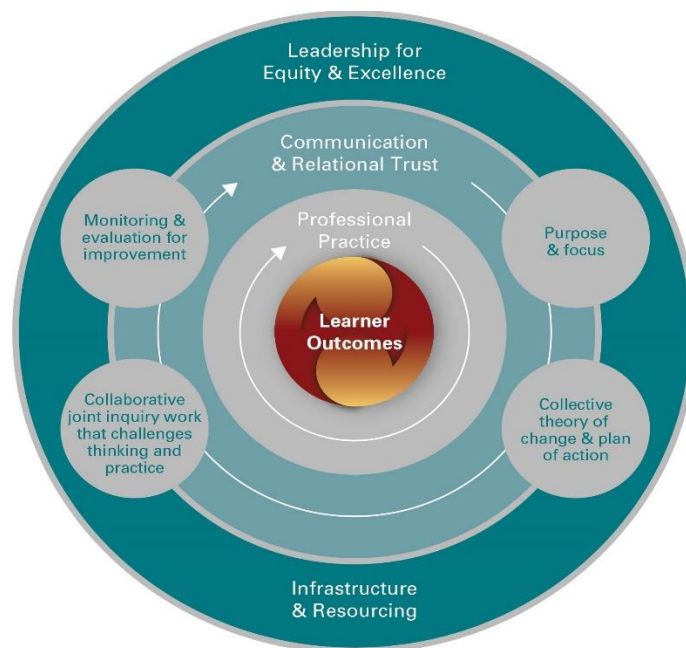 Leadership for
Equity & Excellence
Communication
& Relational Trust
Monitoring &
evaluation for
improvement
Professional
Practice
Purpose
& focus
Learner
Outcomes
Collaborative
joint inquiry work
that challenges
thinking and
practice
Collective
theory of
change & plan
of action
Infrastructure
& Resourcing